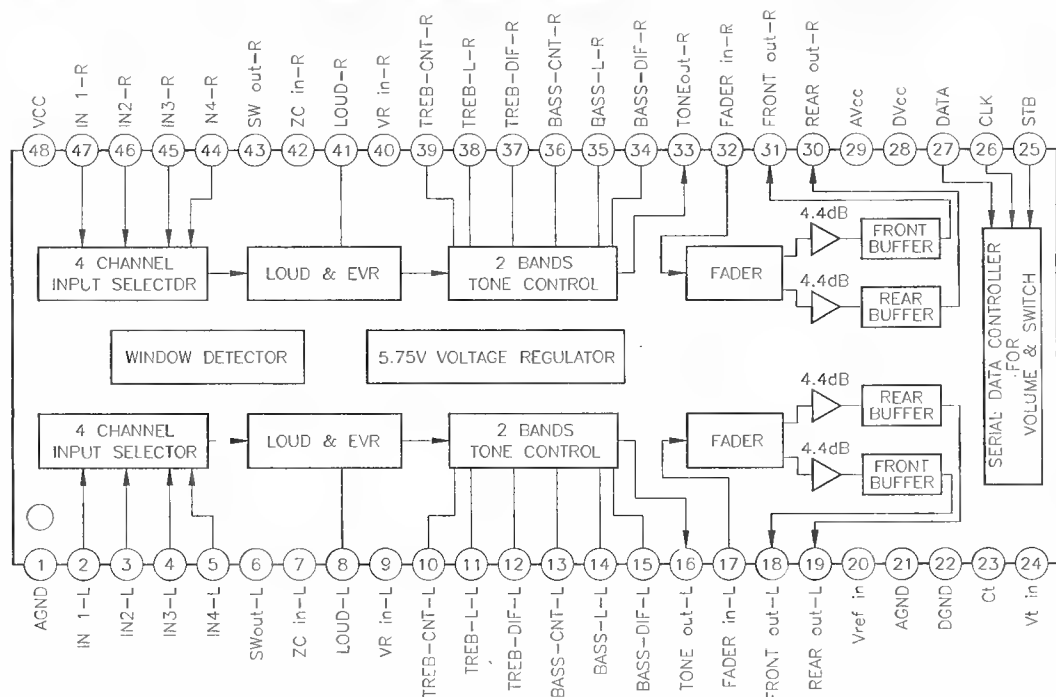 VCC
IN 1-R
IN2-R
IN3-R
N4-R
SW out-R
ZC in-R
LOUD-R
VR in-R
TREB-CNT-R
TREB-L-R
TREB-DIF-R
BASS-CNT-R
BASS-L-R
BASS-DIF-R
TONEout-R
FADER in-R
FRONT out-R
REAR out-R
AVcc
DVcc
DATA
CLK
STB
48 47 46 45 44 43 42 41 40 39 38 37 36 35 34 33 32 31 30 29 28 27 26 25
4 CHANNEL
INPUT SELECTOR
LOUD & EVR
2 BANDS
TONE CONTROL
FADER
4.4dB
FRONT
BUFFER
4.4dB
REAR
BUFFER
SERIAL DATA CONTROLLER
FOR
VOLUME & SWITCH
WINDOW DETECTOR
5.75V VOLTAGE REGULATOR
4 CHANNEL
INPUT SELECTOR
LOUD & EVR
2 BANDS
TONE CONTROL
FADER
4.4dB
REAR
BUFFER
4.4dB
FRONT
BUFFER
1 2 3 4 5 6 7 8 9 10 11 12 13 14 15 16 17 18 19 20 21 22 23 24
AGND
IN 1-L
IN2-L
IN3-L
IN4-L
SWout-L
ZC in-L
LOUD-L
VR in-L
TREB-CNT-L
TREB-L-L
TREB-DIF-L
BASS-CNT-L
BASS-L-L
BASS-DIF-L
TONE out-L
FADER in-L
FRONT out-L
REAR out-L
Vref in
AGND
DGND
Ct
Vt in